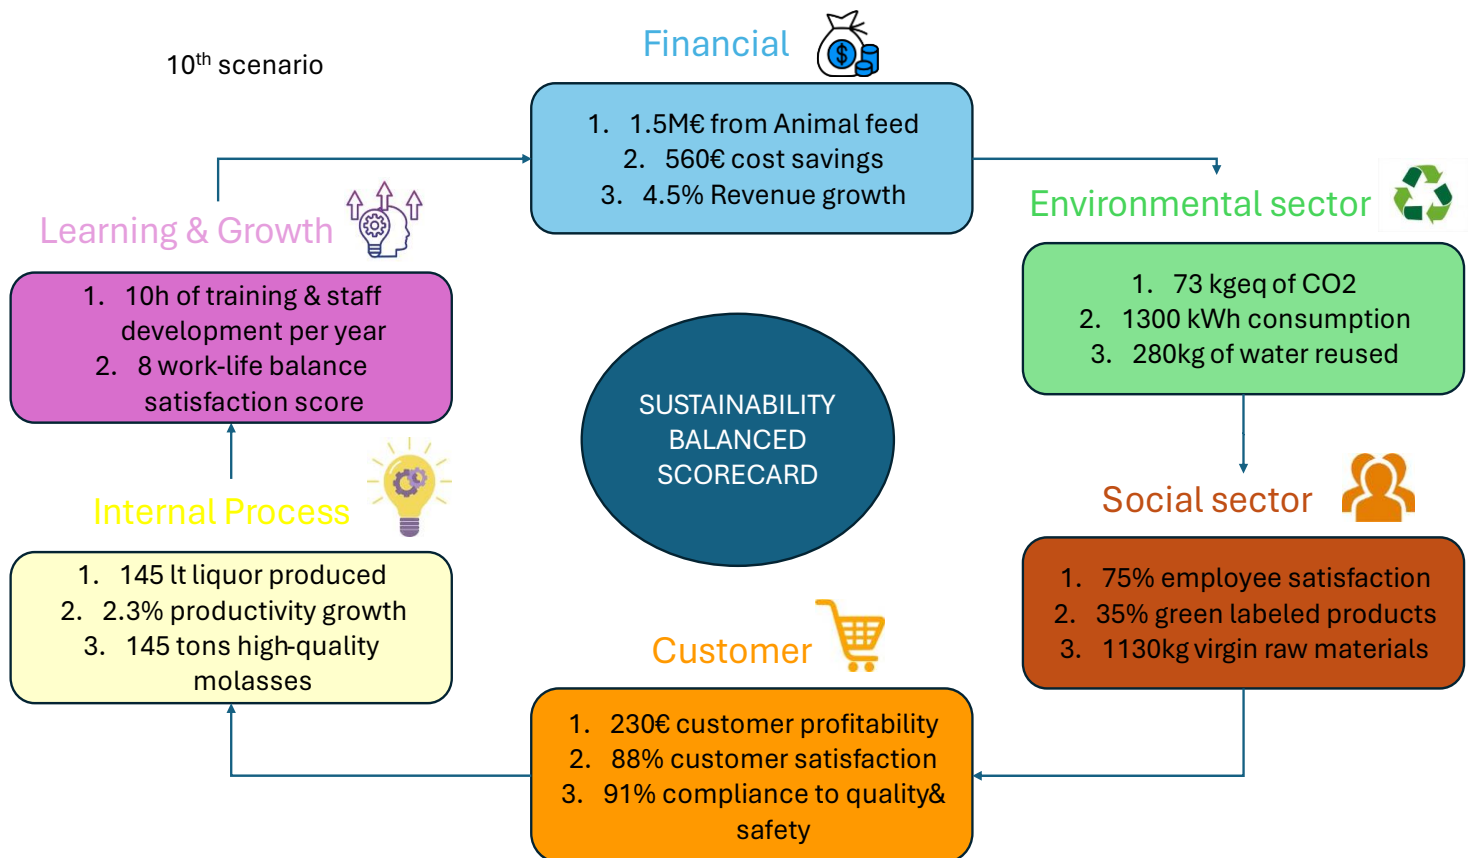 10th scenario
Financial
1. 1.5M€ from Animal feed
2. 560€ cost savings
3. 4.5% Revenue growth
Environmental sector
1. 73 kgeq of CO2
2. 1300 kWh consumption
3. 280kg of water reused
Social sector
1. 75% employee satisfaction
2. 35% green labeled products
3. 1130kg virgin raw materials
Customer
1. 230€ customer profitability
2. 88% customer satisfaction
3. 91% compliance to quality&
safety
Internal Process
1. 145 lt liquor produced
2. 2.3% productivity growth
3. 145 tons high-quality
molasses
Learning & Growth
1. 10h of training & staff
development per year
2. 8 work-life balance
satisfaction score
SUSTAINABILITY
BALANCED
SCORECARD
$